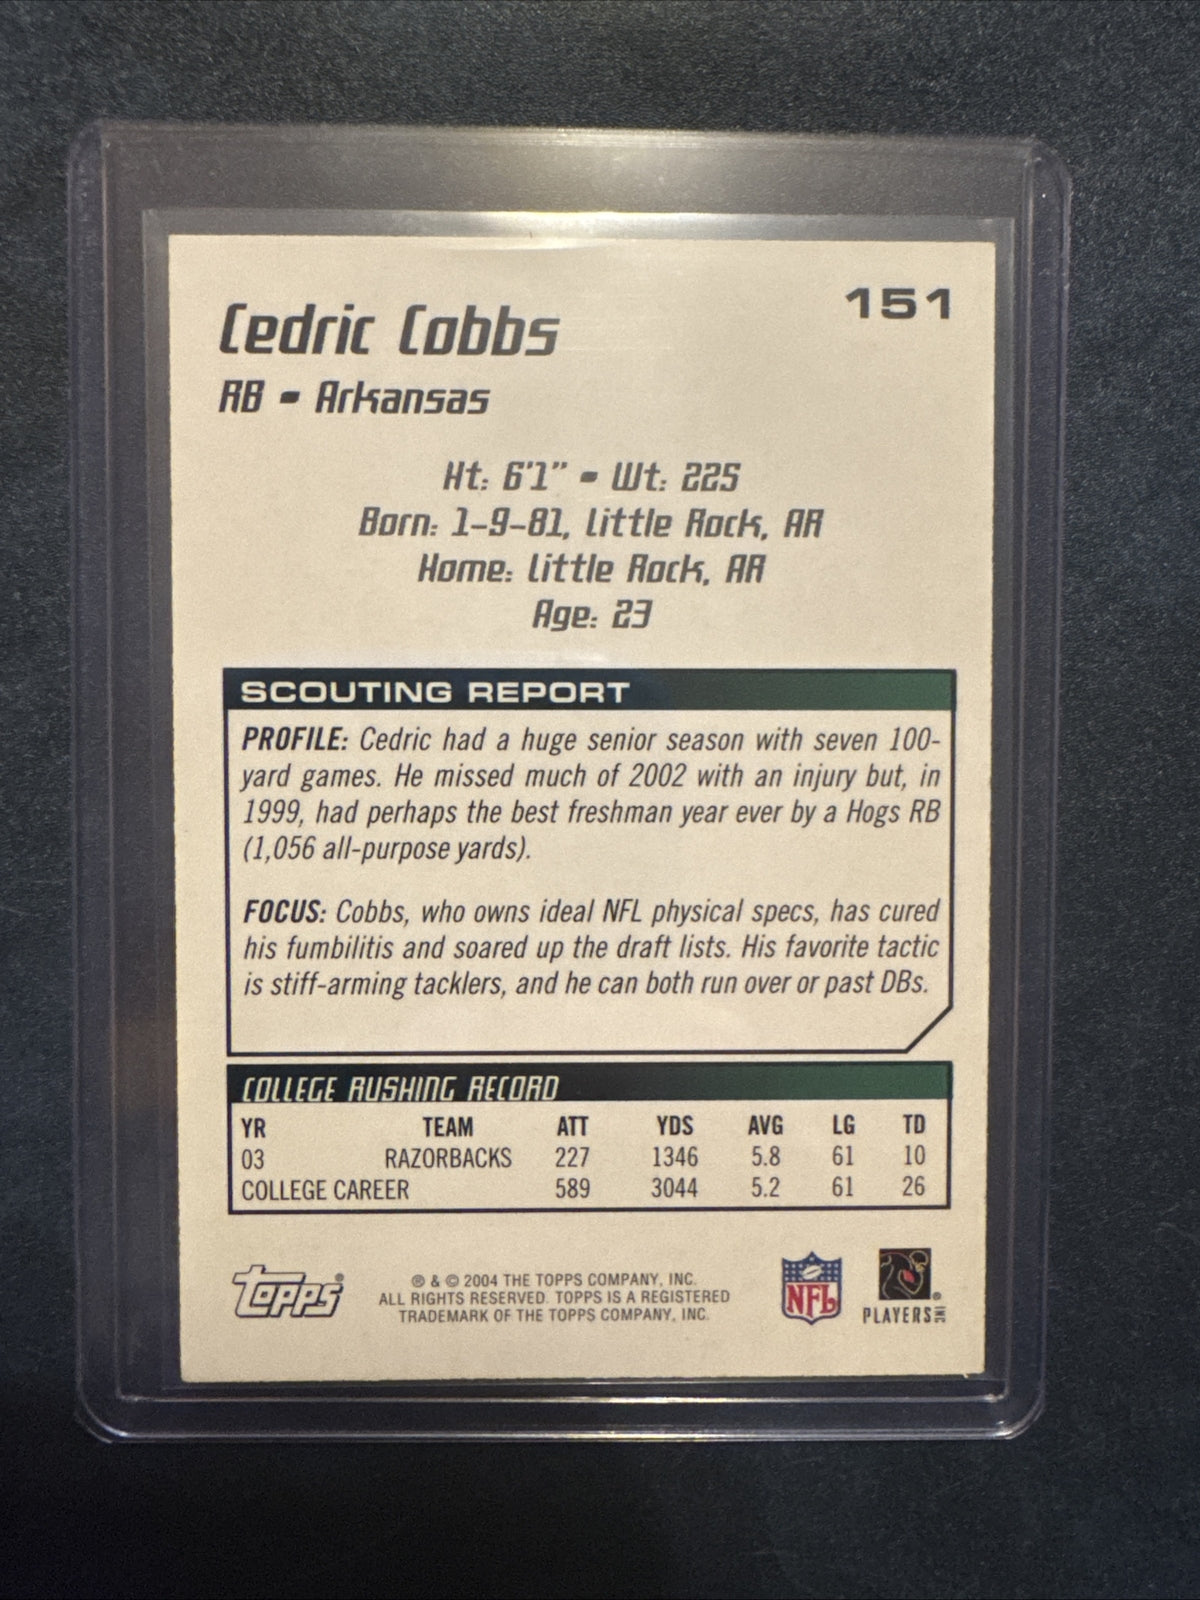 Cedric Cobbs
151
RB - Arkansas
Ht: 6'1" - Wt: 225
Born: 1-9-81, Little Rock, AR
Home: Little Rock, AR
Age: 23
SCOUTING REPORT
PROFILE: Cedric had a huge senior season with seven 100-
yard games. He missed much of 2002 with an injury but, in
1999, had perhaps the best freshman year ever by a Hogs RB
(1,056 all-purpose yards).
FOCUS: Cobbs, who owns ideal NFL physical specs, has cured
his fumbilitis and soared up the draft lists. His favorite tactic
is stiff-arming tacklers, and he can both run over or past DBs.
COLLEGE RUSHING RECORD
YR TEAM ATT YDS AVG LG TD
03 RAZORBACKS 227 1346 5.8 61 10
COLLEGE CAREER 589 3044 5.2 61 26
Topps®
® & © 2004 THE TOPPS COMPANY, INC.
ALL RIGHTS RESERVED. TOPPS IS A REGISTERED
TRADEMARK OF THE TOPPS COMPANY, INC.
NFL
PLAYERS INC ®